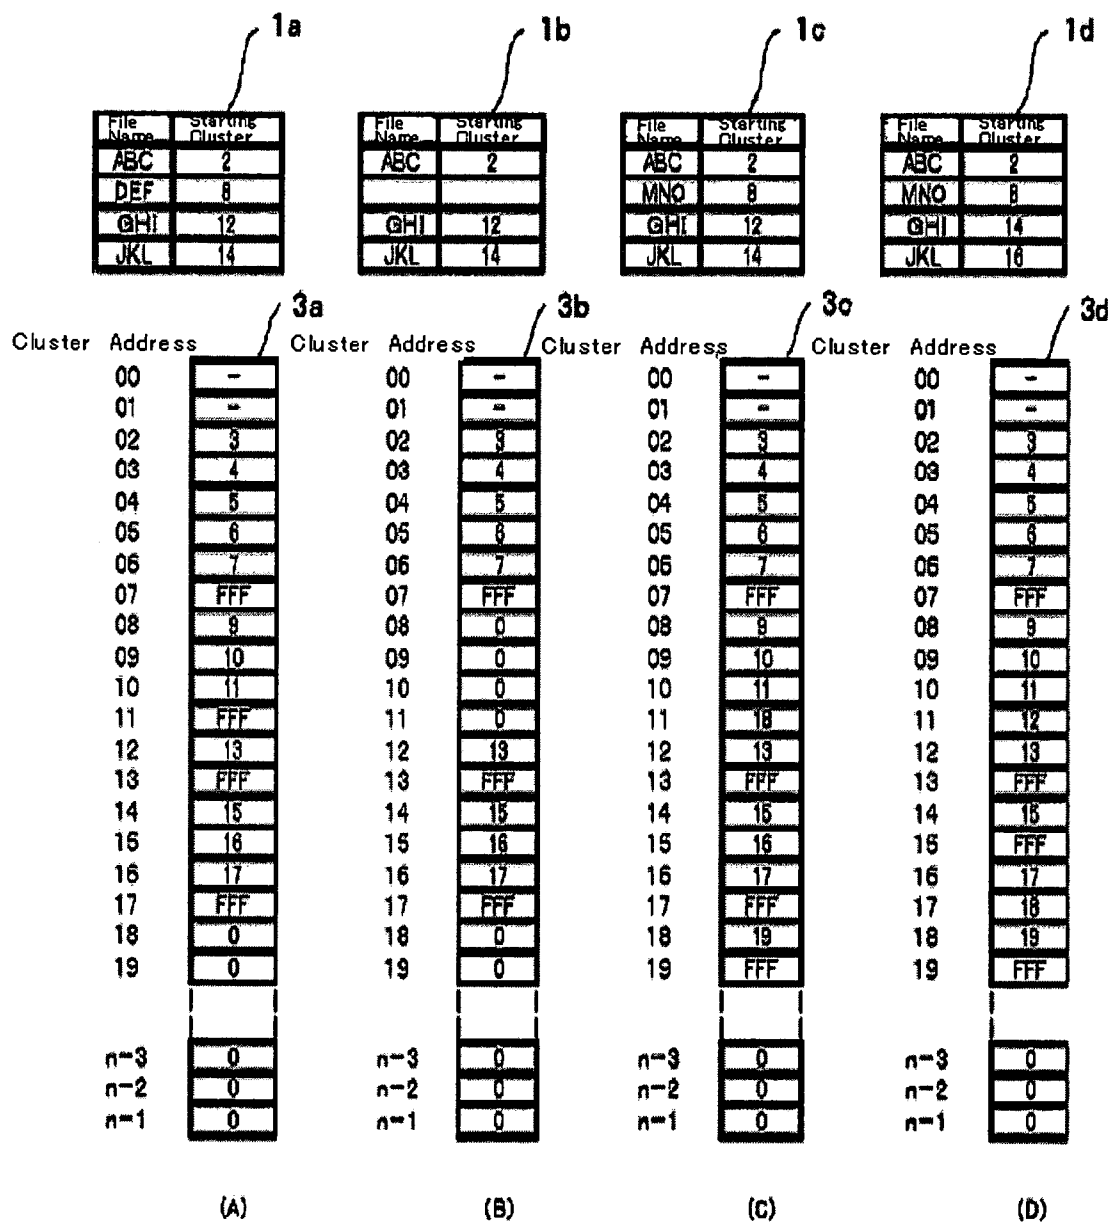 1a 1b 1c 1d
File Name Starting Cluster File Name Starting Cluster File Name Starting Cluster File Name Starting Cluster
ABC 2 ABC 2 ABC 2 ABC 2
DEF 8 MNO 8 MNO 8
GHI 12 GHI 12 GHI 12 GHI 14
JKL 14 JKL 14 JKL 14 JKL 16
3a 3b 3c 3d
Cluster Address Cluster Address Cluster Address Cluster Address
00 - 00 - 00 - 00 -
01 - 01 - 01 - 01 -
02 3 02 3 02 3 02 3
03 4 03 4 03 4 03 4
04 5 04 5 04 5 04 5
05 6 05 6 05 6 05 6
06 7 06 7 06 7 06 7
07 FFF 07 FFF 07 FFF 07 FFF
08 9 08 0 08 9 08 9
09 10 09 0 09 10 09 10
10 11 10 0 10 11 10 11
11 FFF 11 0 11 18 11 12
12 13 12 13 12 13 12 13
13 FFF 13 FFF 13 FFF 13 FFF
14 15 14 15 14 15 14 15
15 16 15 16 15 16 15 FFF
16 17 16 17 16 17 16 17
17 FFF 17 FFF 17 FFF 17 18
18 0 18 0 18 19 18 19
19 0 19 0 19 FFF 19 FFF
n-3 0 n-3 0 n-3 0 n-3 0
n-2 0 n-2 0 n-2 0 n-2 0
n-1 0 n-1 0 n-1 0 n-1 0
(A) (B) (C) (D)